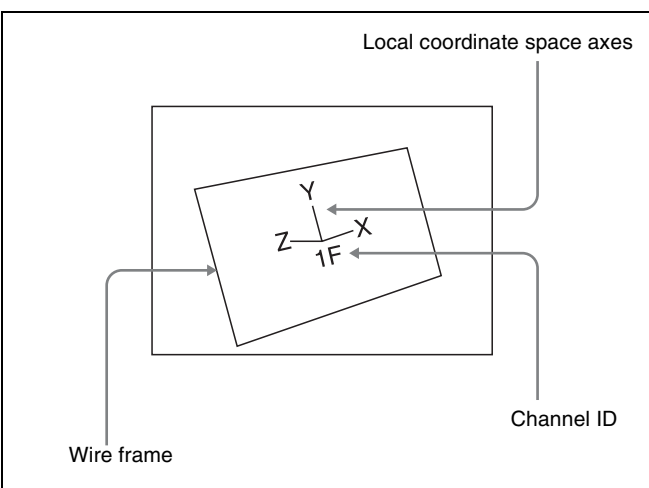 Local coordinate space axes
Y
Z
X
1F
Channel ID
Wire frame